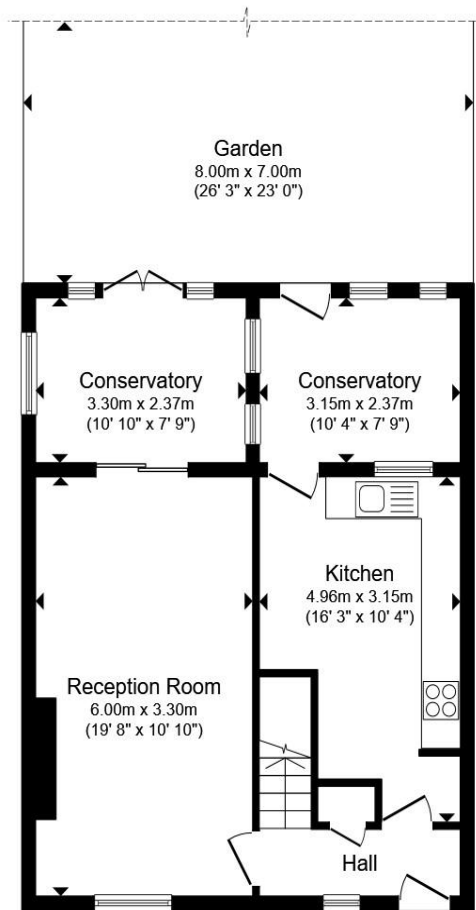 Garden
8.00m x 7.00m
(26' 3" x 23' 0")
Conservatory
3.30m x 2.37m
(10' 10" x 7' 9")
Conservatory
3.15m x 2.37m
(10' 4" x 7' 9")
Kitchen
4.96m x 3.15m
(16' 3" x 10' 4")
Reception Room
6.00m x 3.30m
(19' 8" x 10' 10")
Hall